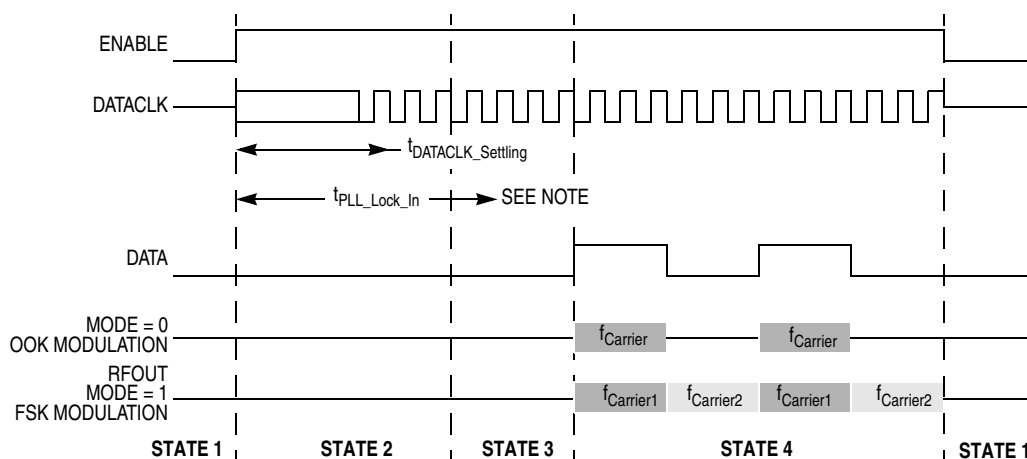 ENABLE
DATACLK
tDATACLK_Settling
tPLL_Lock_In
SEE NOTE
DATA
MODE = 0
OOK MODULATION
fCarrier
fCarrier
RFOUT
MODE = 1
FSK MODULATION
fCarrier1
fCarrier2
fCarrier1
fCarrier2
STATE 1
STATE 2
STATE 3
STATE 4
STATE 1